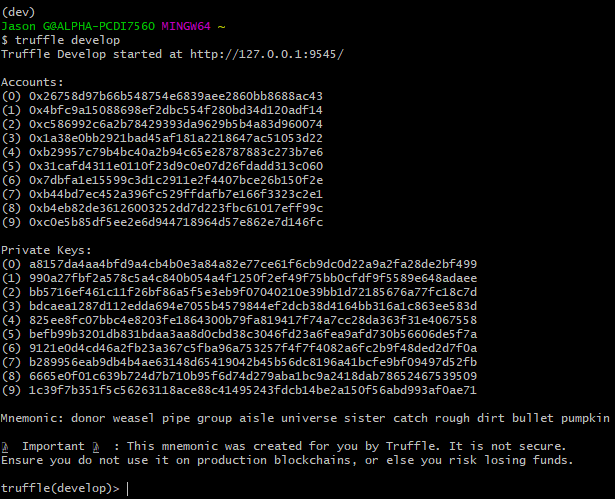 (dev)
Jason G@ALPHA-PCDI7560 MINGW64 ~
$ truffle develop
Truffle Develop started at http://127.0.0.1:9545/
Accounts:
(0) 0x26758d97b66b548754e6839aee2860bb8688ac43
(1) 0x4bfc9a15088698ef2dbc554f280bd34d120adf14
(2) 0xc586992c6a2b78429393da9629b5b4a83d960074
(3) 0x1a38e0bb2921bad45af181a2218647ac51053d22
(4) 0xb29957c79b4bc40a2b94c65e28787883c273b7e6
(5) 0x31cafd4311e0110f23d9c0e07d26fdadd313c060
(6) 0x7dbfa1e15599c3d1c2911e2f4407bce26b150f2e
(7) 0xb44bd7ec452a396fc529ffdafb7e166f3323c2e1
(8) 0xb4eb82de36126003252dd7d223fbc61017eff99c
(9) 0xc0e5b85df5ee2e6d944718964d57e862e7d146fc
Private Keys:
(0) a8157da4aa4bfd9a4cb4b0e3a84a82e77ce61f6cb9dc0d22a9a2fa28de2bf499
(1) 990a27fbf2a578c5a4c840b054a4f1250f2ef49f75bb0cfdf9f5589e648adaee
(2) bb5716ef461c11f26bf86a5f5e3eb9f07040210e39bb1d72185676a77fc18c7d
(3) bdcaea1287d112edda694e7055b4579844ef2dcb38d4164bb316a1c863ee583d
(4) 825ee8fc07bbc4e8203fe1864300b79fa819417f74a7cc28da363f31e4067558
(5) befb99b3201db831bdaa3aa8d0cbd38c3046fd23a6fea9afd730b56606de5f7a
(6) 9121e0d4cd46a2fb23a367c5fba96a753257f4f7f4082a6fc2b9f48ded2d7f0a
(7) b289956eab9db4b4ae63148d65419042b45b56dc8196a41bcfe9bf09497d52fb
(8) 6665e0f01c639b724d7b710b95f6d74d279aba1bc9a2418dab78652467539509
(9) 1c39f7b351f5c56263118ace88c41495243fdcb14be2a150f56abd993af0ae71
Mnemonic: donor weasel pipe group aisle universe sister catch rough dirt bullet pumpkin
Important : This mnemonic was created for you by Truffle. It is not secure.
Ensure you do not use it on production blockchains, or else you risk losing funds.
truffle(develop)>